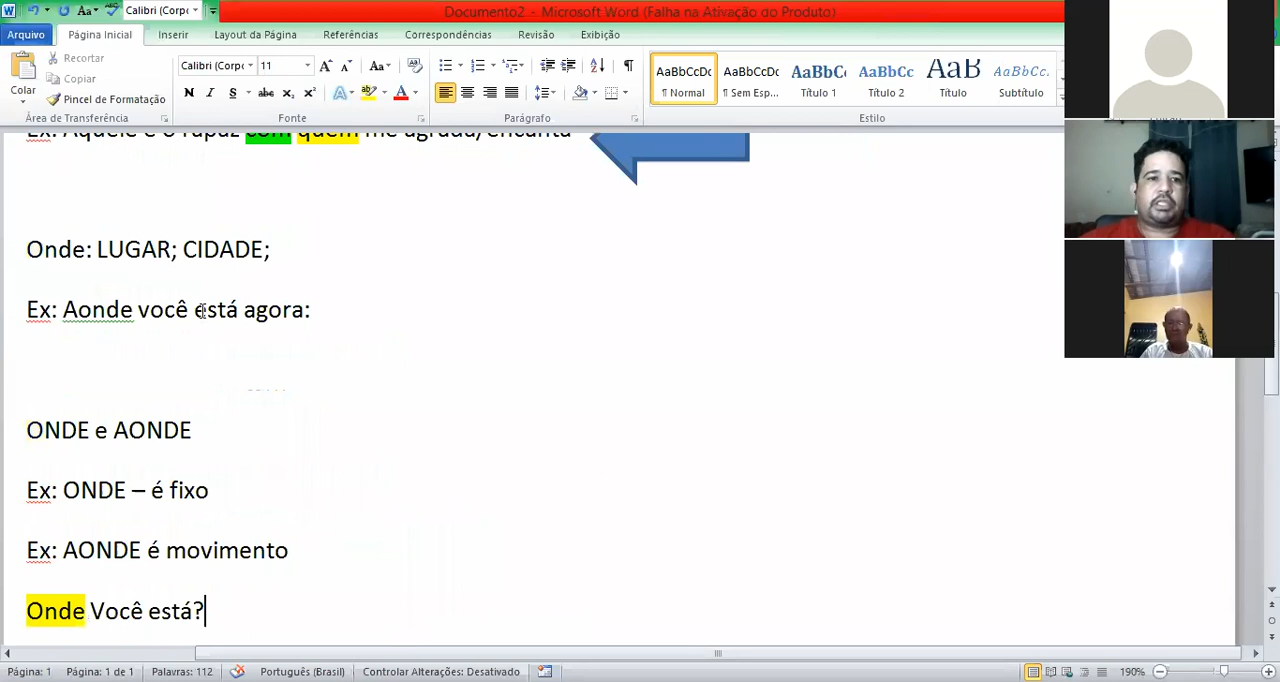 Documento2 - Microsoft Word (Falha na Ativação do Produto)
Calibri (Corpo
Arquivo Página Inicial Inserir Layout da Página Referências Correspondências Revisão Exibição
Colar
Recortar
Copiar
Pincel de Formatação
Área de Transferência
Calibri (Corpo 11
N I S abc
Fonte
Parágrafo
AaBbCcDc AaBbCcDc AaBbC AaBbCc AaB AaBbCc.
¶ Normal ¶ Sem Esp... Título 1 Título 2 Título Subtítulo
Estilo
Ex: Aquele é o rapaz com quem me agrada/encanta
Onde: LUGAR; CIDADE;
Ex: Aonde você está agora:
ONDE e AONDE
Ex: ONDE – é fixo
Ex: AONDE é movimento
Onde Você está?
Página: 1 Página: 1 de 1 Palavras: 112 Português (Brasil) Controlar Alterações: Desativado 190%